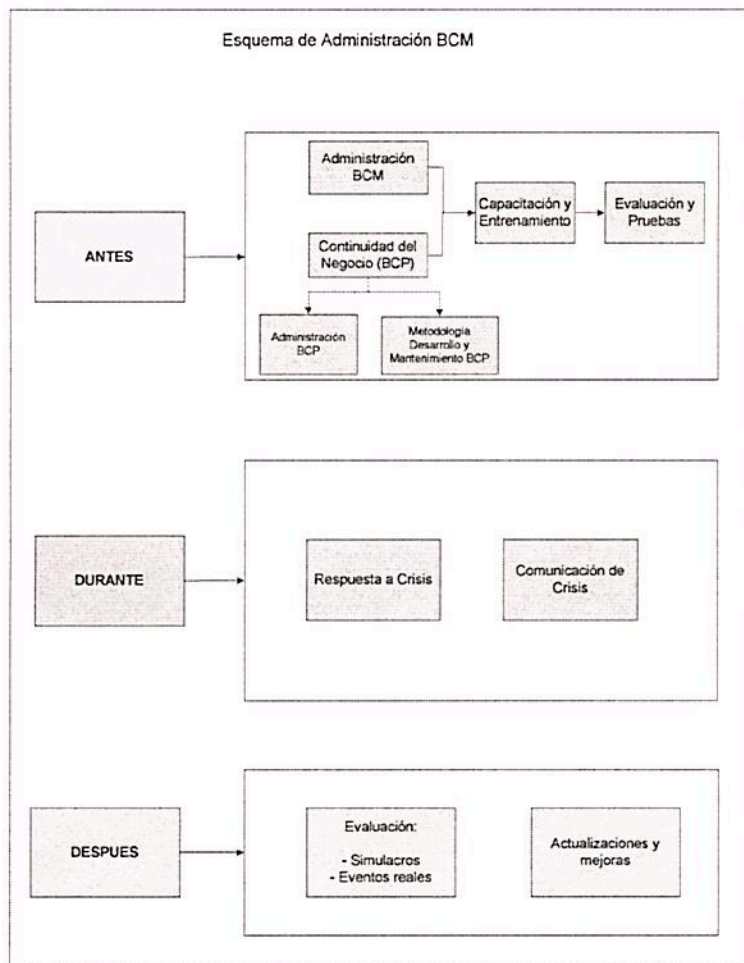 Esquema de Administración BCM
ANTES
Administración
BCM
Continuidad del
Negocio (BCP)
Capacitación y
Entrenamiento
Evaluación y
Pruebas
Administración
BCP
Metodología
Desarrollo y
Mantenimiento BCP
DURANTE
Respuesta a Crisis
Comunicación de
Crisis
DESPUES
Evaluación:
- Simulacros
- Eventos reales
Actualizaciones y
mejoras